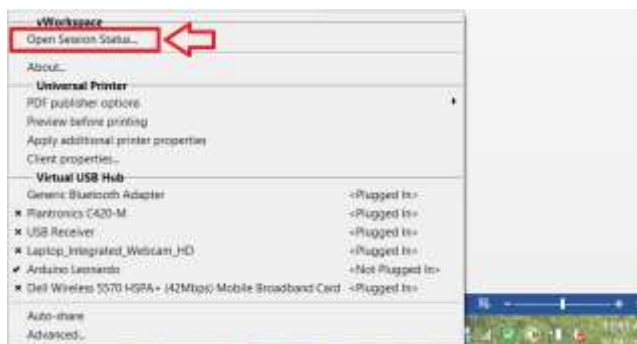 vWorkspace
Open Session Status...
About...
Universal Printer
PDF publisher options
Preview before printing
Apply additional printer properties
Client properties...
Virtual USB Hub
Generic Bluetooth Adapter <Plugged In>
Plantronics C420-M <Plugged In>
USB Receiver <Plugged In>
Laptop_Integrated_Webcam_HD <Plugged In>
Arduino Leonardo <Not Plugged In>
Dell Wireless 5570 HSPA+ (42Mbps) Mobile Broadband Card <Plugged In>
Auto-share
Advanced...